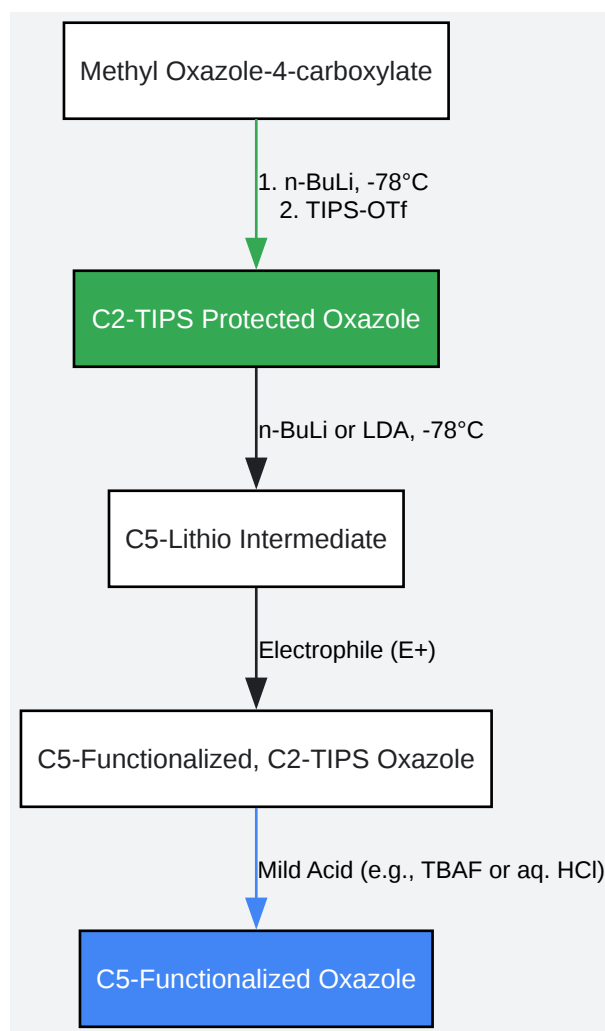 Methyl Oxazole-4-carboxylate
1. n-BuLi, -78°C
2. TIPS-OTf
C2-TIPS Protected Oxazole
n-BuLi or LDA, -78°C
C5-Lithio Intermediate
Electrophile (E+)
C5-Functionalized, C2-TIPS Oxazole
Mild Acid (e.g., TBAF or aq. HCl)
C5-Functionalized Oxazole